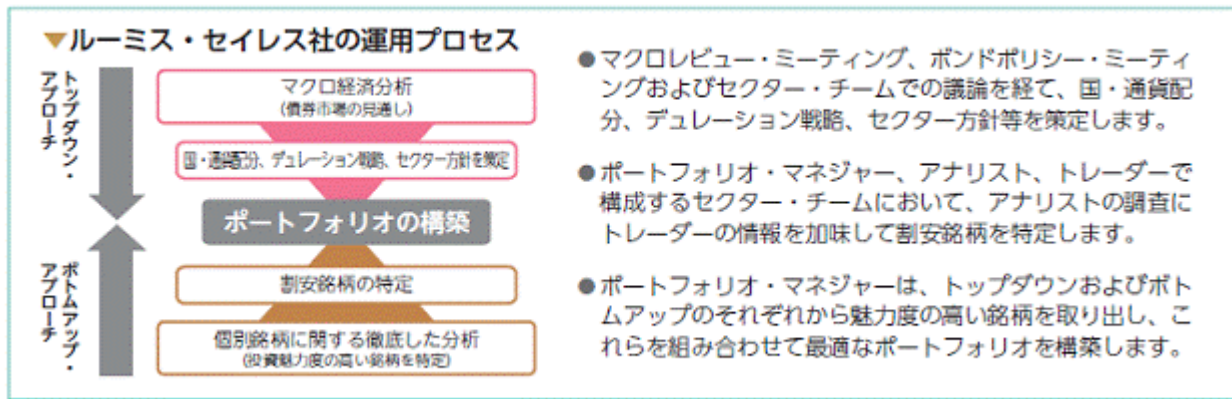 ▼ルーミス・セイレス社の運用プロセス
トップダウン・
アプローチ
マクロ経済分析
(債券市場の見通し)
国・通貨配分、デュレーション戦略、セクター方針を策定
ポートフォリオの構築
割安銘柄の特定
個別銘柄に関する徹底した分析
(投資魅力度の高い銘柄を特定)
ボトムアップ・
アプローチ
●マクロレビュー・ミーティング、ボンドポリシー・ミーティ
ングおよびセクター・チームでの議論を経て、国・通貨配
分、デュレーション戦略、セクター方針等を策定します。
●ポートフォリオ・マネジャー、アナリスト、トレーダーで
構成するセクター・チームにおいて、アナリストの調査に
トレーダーの情報を加味して割安銘柄を特定します。
●ポートフォリオ・マネジャーは、トップダウンおよびボト
ムアップのそれぞれから魅力度の高い銘柄を取り出し、こ
れらを組み合わせて最適なポートフォリオを構築します。